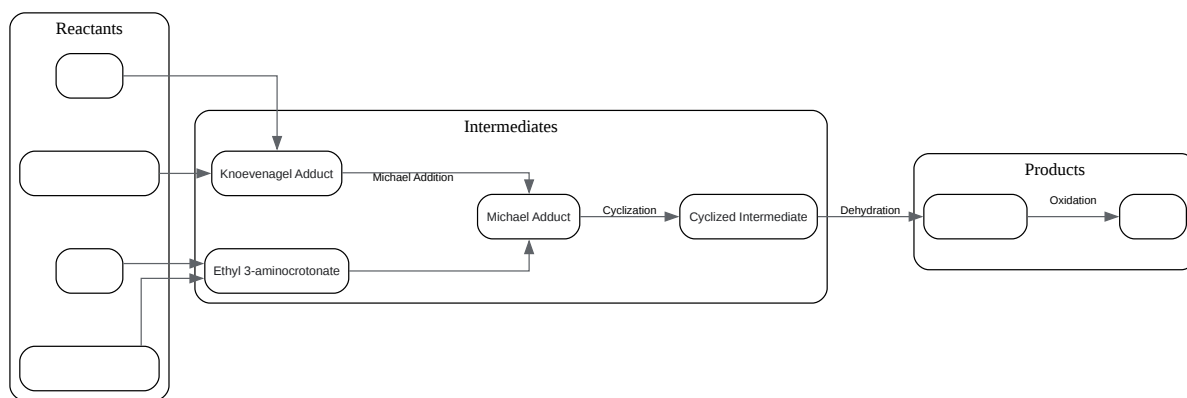 Reactants
Intermediates
Knoevenagel Adduct
Michael Addition
Michael Adduct
Cyclization
Cyclized Intermediate
Ethyl 3-aminocrotonate
Dehydration
Products
Oxidation